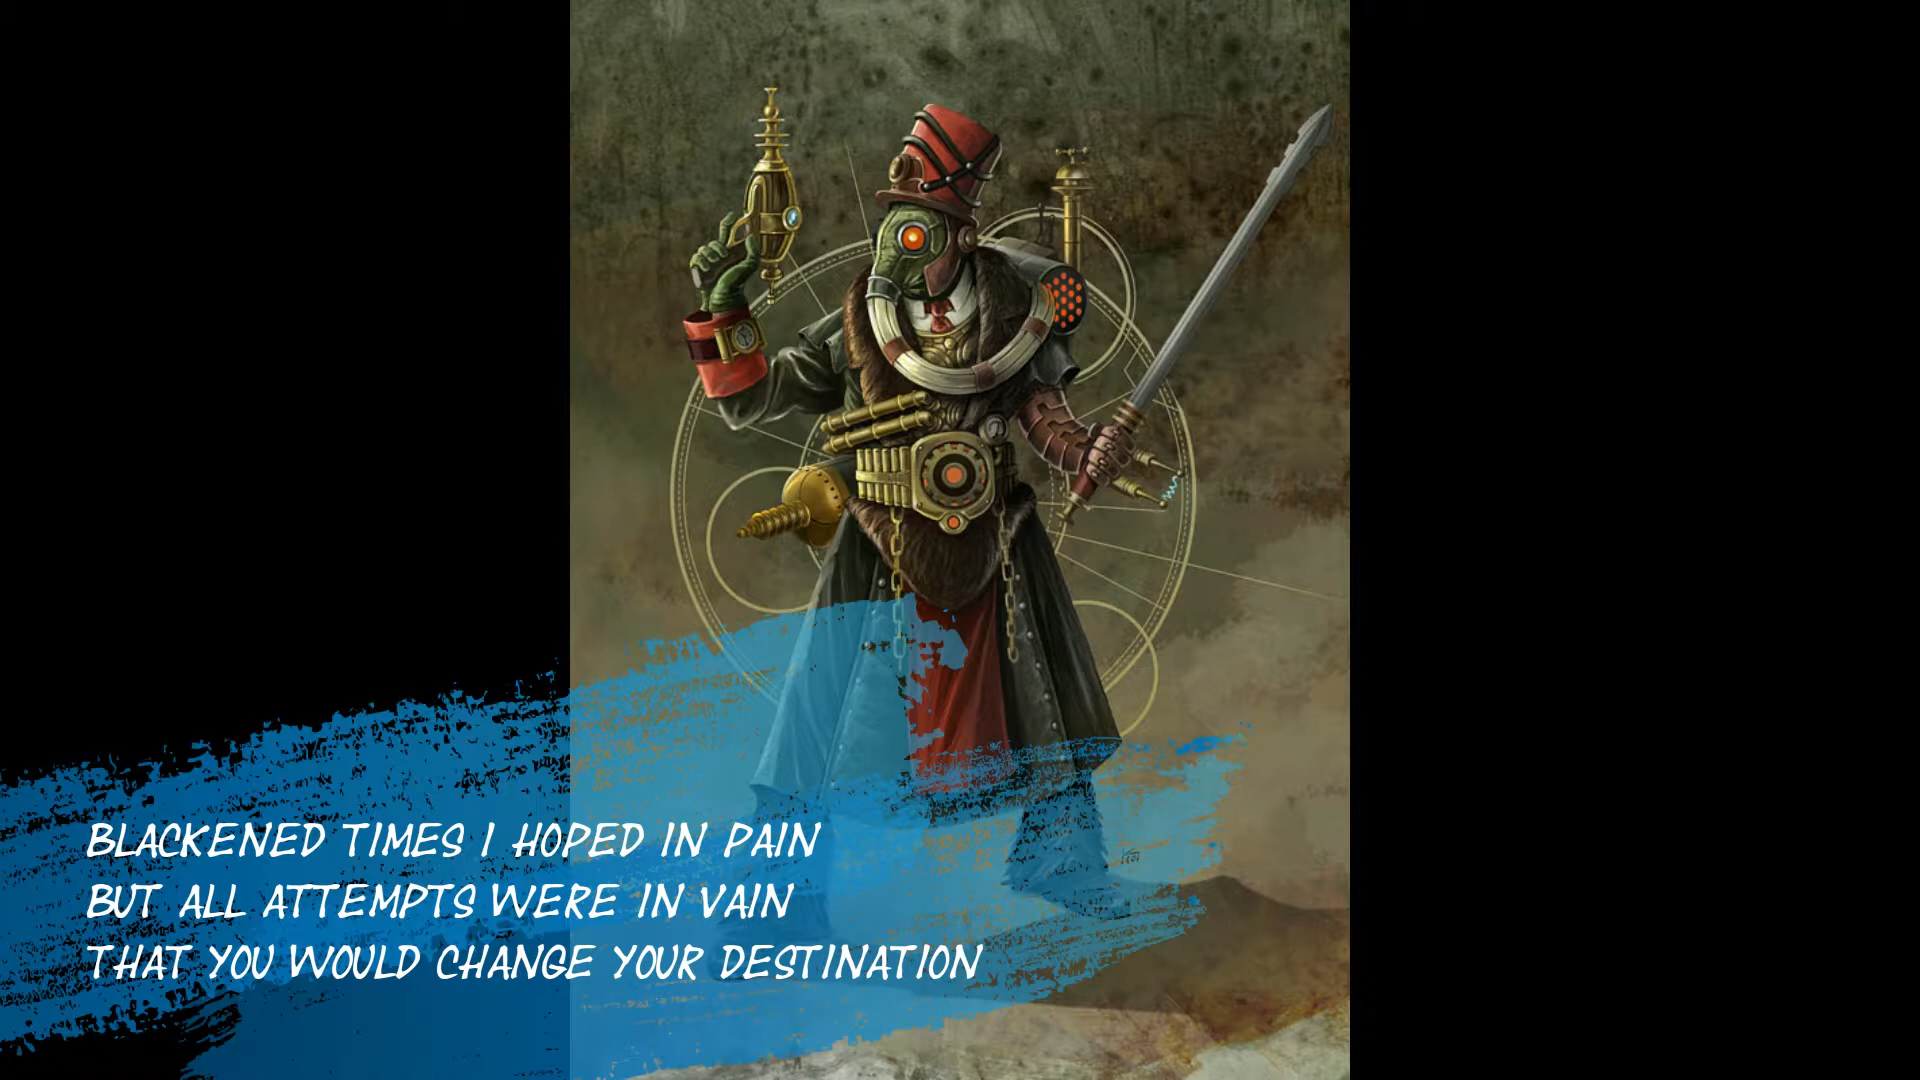 BLACKENED TIMES I HOPED IN PAIN
BUT ALL ATTEMPTS WERE IN VAIN
THAT YOU WOULD CHANGE YOUR DESTINATION